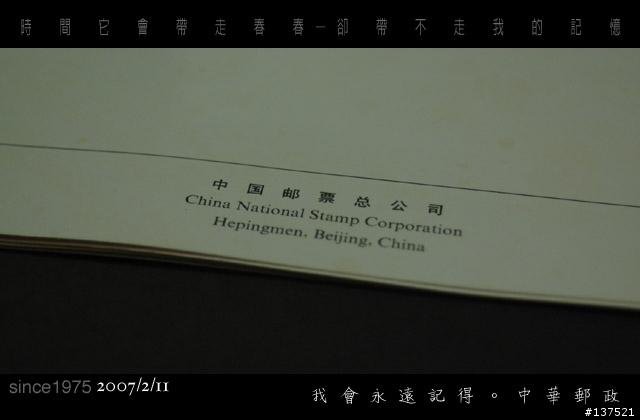 時間它會帶走春春一卻帶不走我的記憶
中国邮票总公司
China National Stamp Corporation
Hepingmen, Beijing, China
since1975 2007/2/11
我會永遠記得。中華郵政
#137521